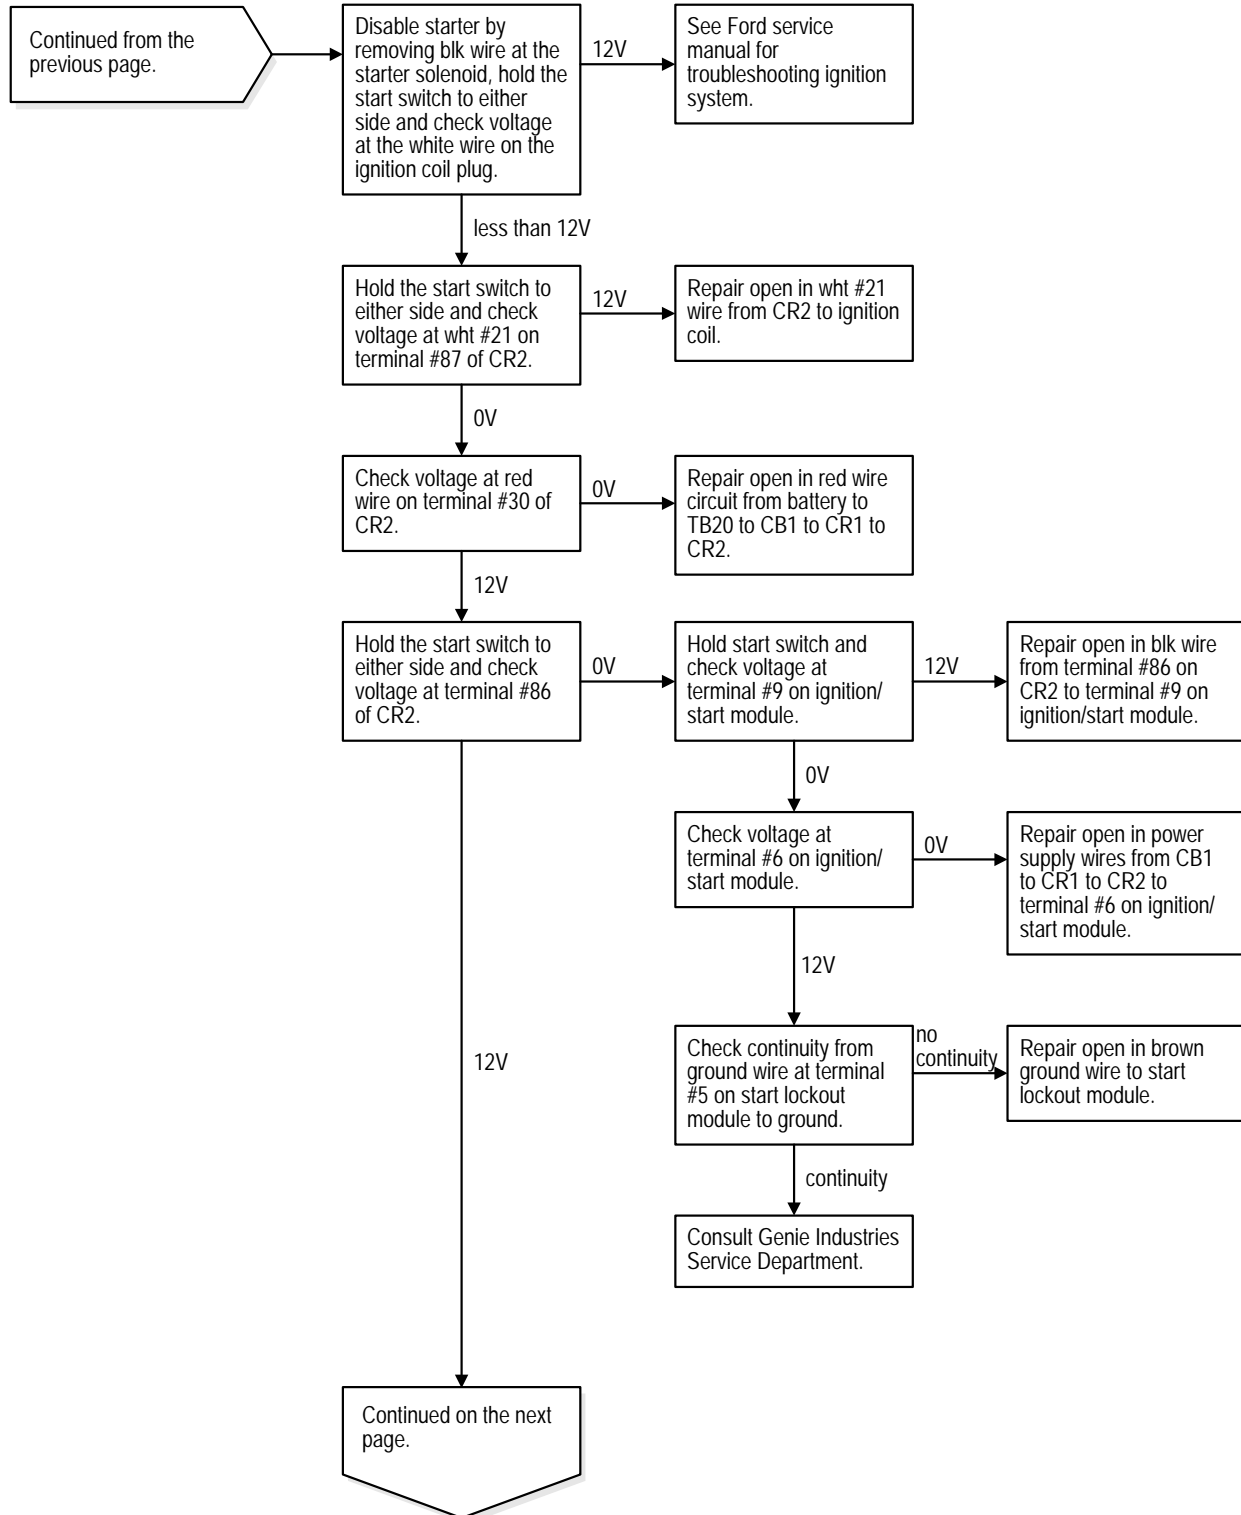 Continued from the
previous page.
Disable starter by
removing blk wire at the
starter solenoid, hold the
start switch to either
side and check voltage
at the white wire on the
ignition coil plug.
12V
See Ford service
manual for
troubleshooting ignition
system.
less than 12V
Hold the start switch to
either side and check
voltage at wht #21 on
terminal #87 of CR2.
12V
Repair open in wht #21
wire from CR2 to ignition
coil.
0V
Check voltage at red
wire on terminal #30 of
CR2.
0V
Repair open in red wire
circuit from battery to
TB20 to CB1 to CR1 to
CR2.
12V
Hold the start switch to
either side and check
voltage at terminal #86
of CR2.
0V
Hold start switch and
check voltage at
terminal #9 on ignition/
start module.
12V
Repair open in blk wire
from terminal #86 on
CR2 to terminal #9 on
ignition/start module.
0V
Check voltage at
terminal #6 on ignition/
start module.
0V
Repair open in power
supply wires from CB1
to CR1 to CR2 to
terminal #6 on ignition/
start module.
12V
Check continuity from
ground wire at terminal
#5 on start lockout
module to ground.
no
continuity
Repair open in brown
ground wire to start
lockout module.
12V
continuity
Consult Genie Industries
Service Department.
Continued on the next
page.